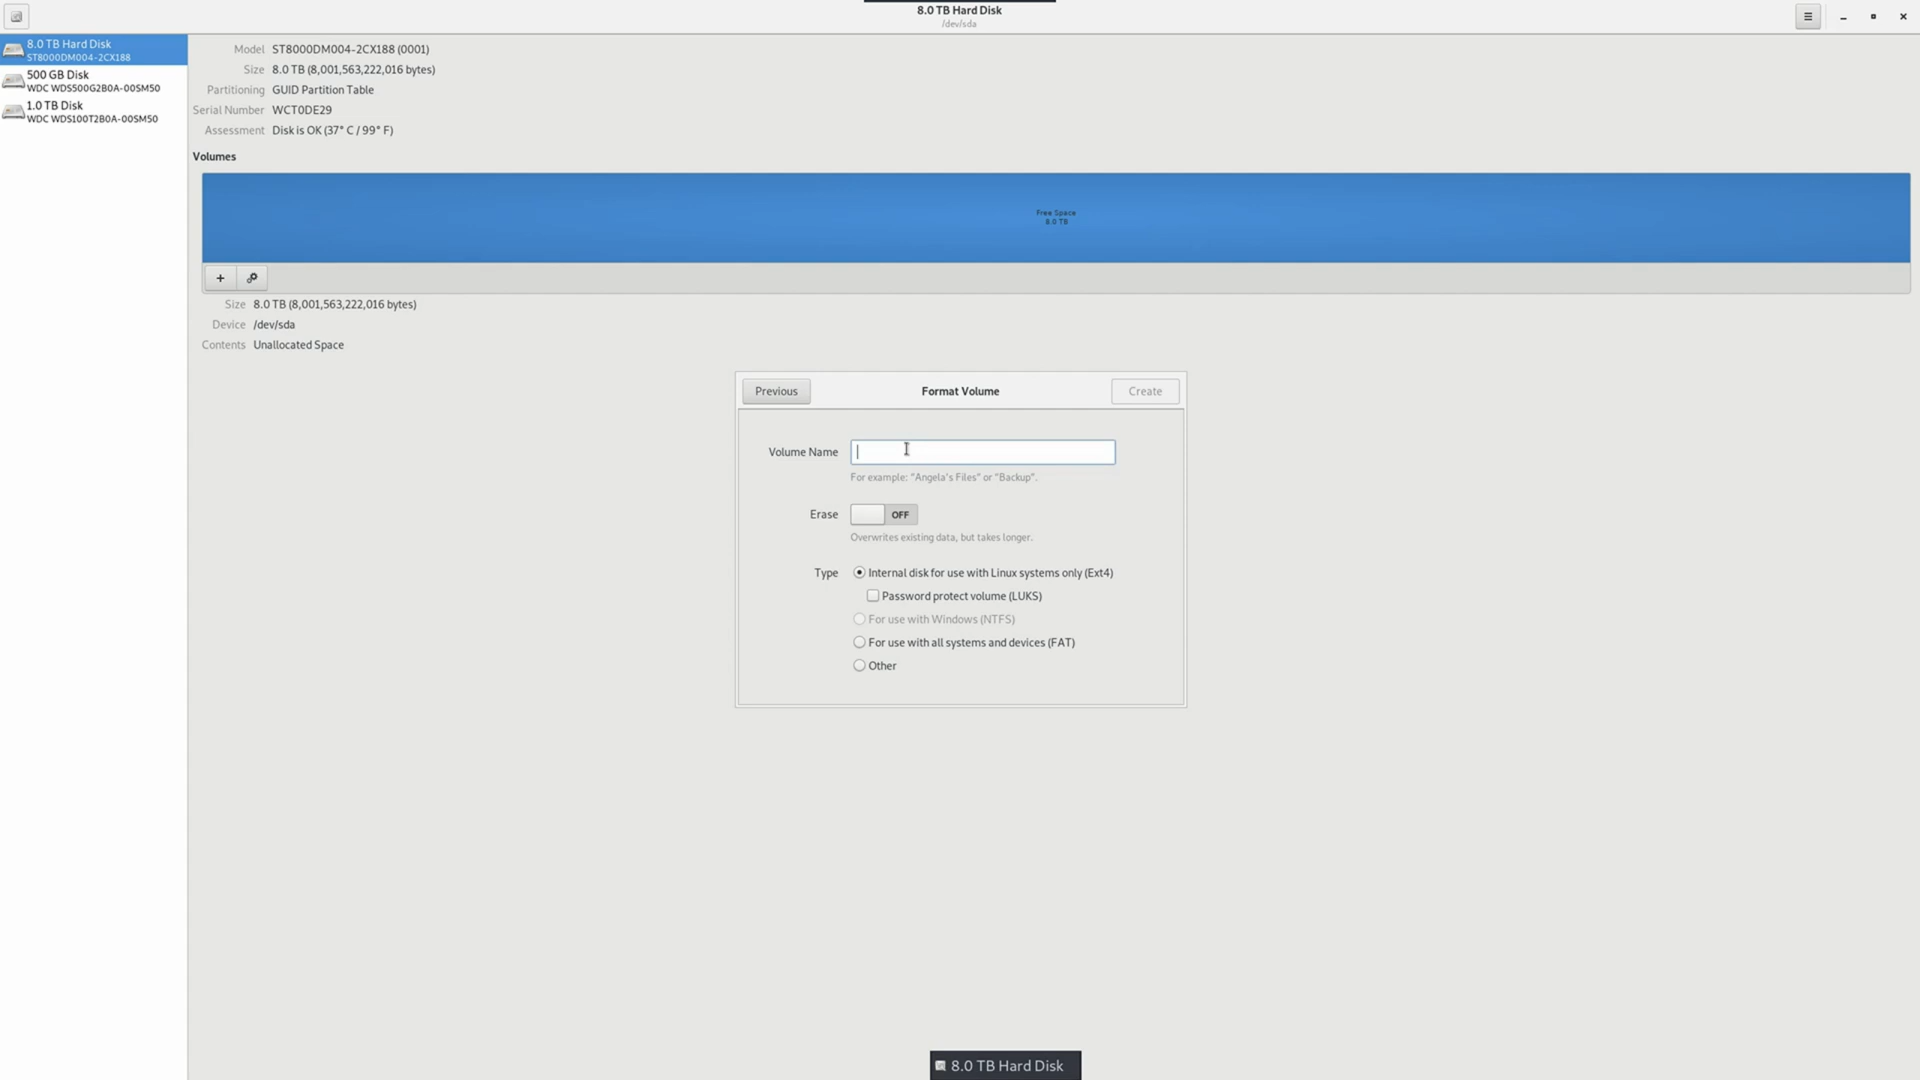 8.0 TB Hard Disk
/dev/sda
8.0 TB Hard Disk
ST8000DM004-2CX188
500 GB Disk
WDC WDS500G2B0A-00SM50
1.0 TB Disk
WDC WDS100T2B0A-00SM50
Model ST8000DM004-2CX188 (0001)
Size 8.0 TB (8,001,563,222,016 bytes)
Partitioning GUID Partition Table
Serial Number WCT0DE29
Assessment Disk is OK (37° C / 99° F)
Volumes
Free Space
8.0 TB
Size 8.0 TB (8,001,563,222,016 bytes)
Device /dev/sda
Contents Unallocated Space
Previous Format Volume Create
Volume Name
For example: "Angela's Files" or "Backup".
Erase OFF
Overwrites existing data, but takes longer.
Type Internal disk for use with Linux systems only (Ext4)
Password protect volume (LUKS)
For use with Windows (NTFS)
For use with all systems and devices (FAT)
Other
8.0 TB Hard Disk